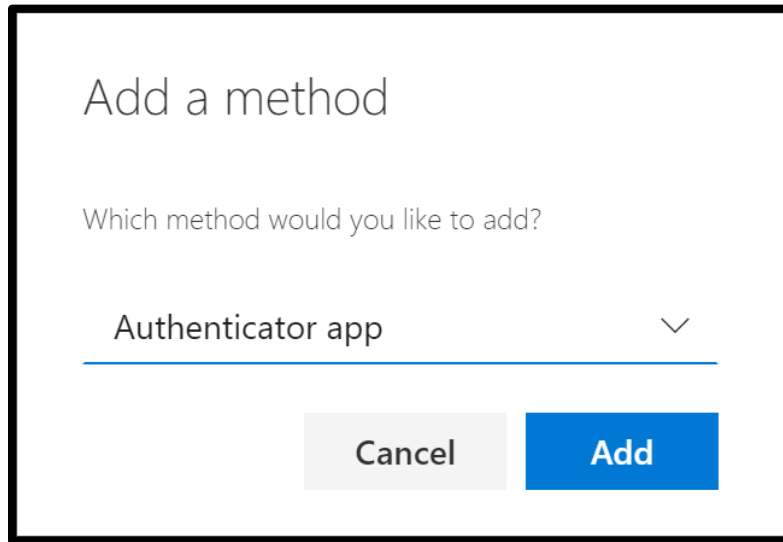 Add a method
Which method would you like to add?
Authenticator app
Cancel
Add